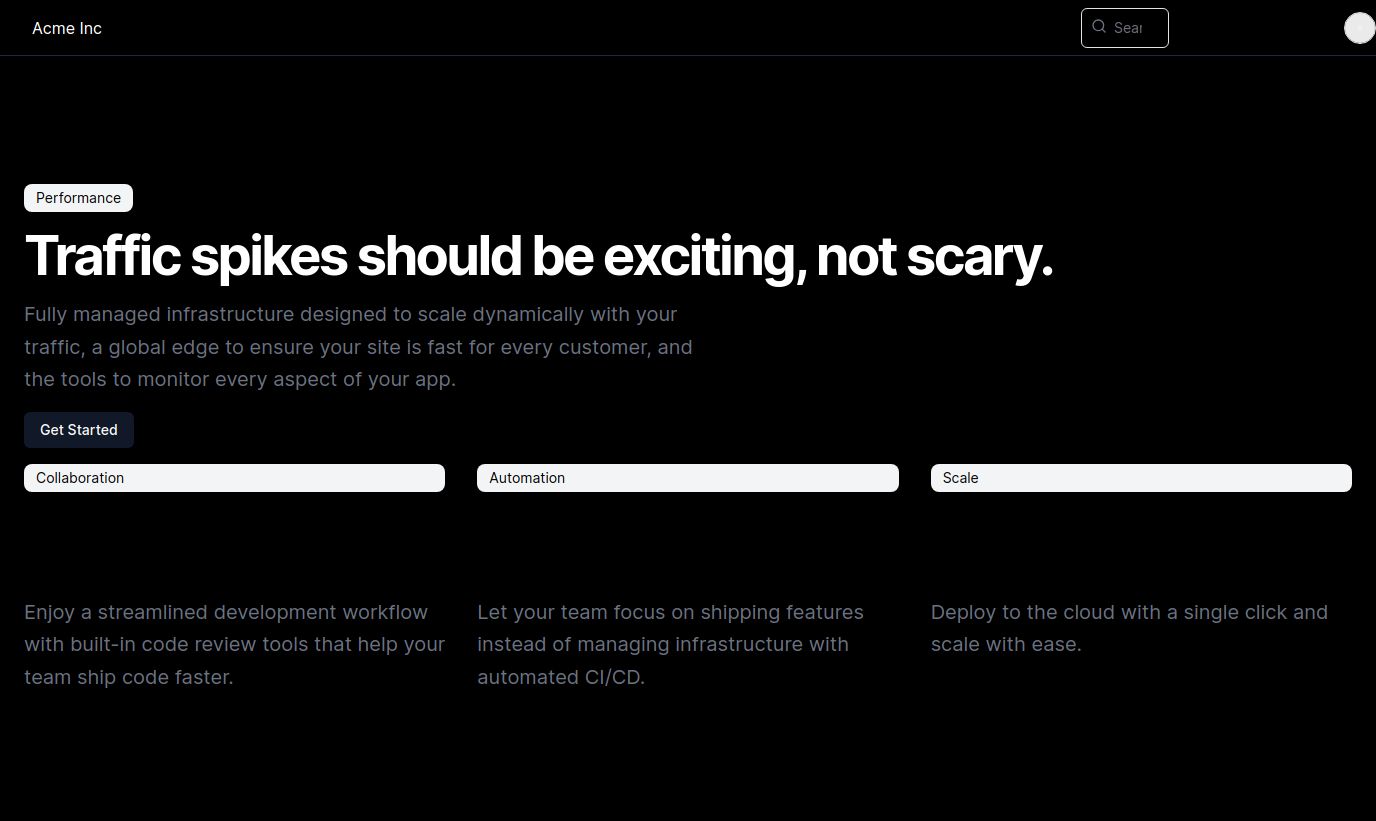 Acme Inc
Sear
Performance
Traffic spikes should be exciting, not scary.
Fully managed infrastructure designed to scale dynamically with your
traffic, a global edge to ensure your site is fast for every customer, and
the tools to monitor every aspect of your app.
Get Started
Collaboration
Automation
Scale
Enjoy a streamlined development workflow
with built-in code review tools that help your
team ship code faster.
Let your team focus on shipping features
instead of managing infrastructure with
automated CI/CD.
Deploy to the cloud with a single click and
scale with ease.